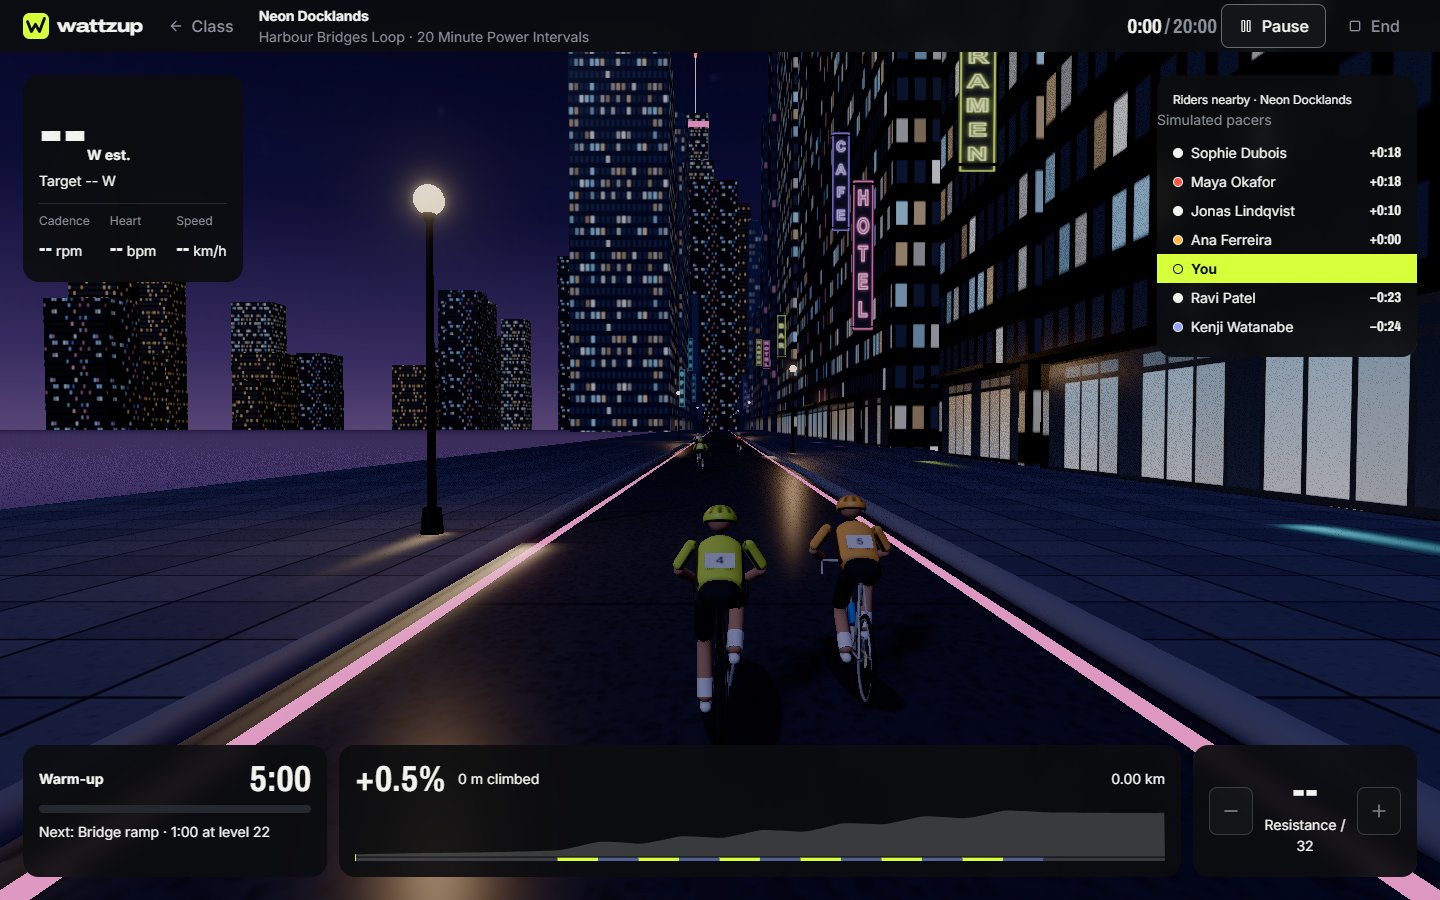 wattzup
← Class
Neon Docklands
Harbour Bridges Loop · 20 Minute Power Intervals
0:00 / 20:00
Pause
End
-- W est.
Target -- W
Cadence Heart Speed
-- rpm -- bpm -- km/h
RAMEN
CAFE
HOTEL
Riders nearby · Neon Docklands
Simulated pacers
Sophie Dubois +0:18
Maya Okafor +0:18
Jonas Lindqvist +0:10
Ana Ferreira +0:00
You
Ravi Patel −0:23
Kenji Watanabe −0:24
4
5
Warm-up 5:00
Next: Bridge ramp · 1:00 at level 22
+0.5% 0 m climbed 0.00 km
--
Resistance /
32